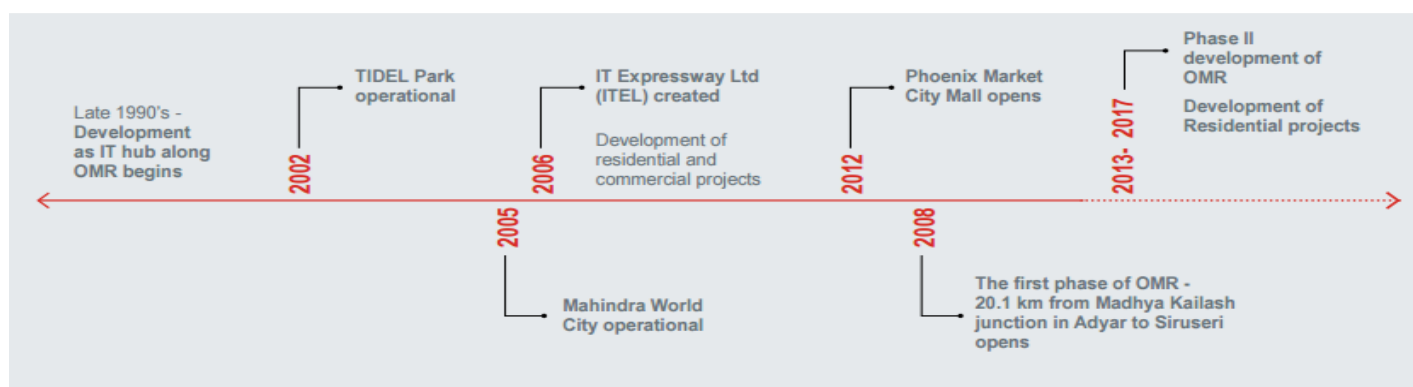 Late 1990's -
Development
as IT hub along
OMR begins
2002
TIDEL Park
operational
2005
Mahindra World
City operational
2006
IT Expressway Ltd
(ITEL) created
Development of
residential and
commercial projects
2012
Phoenix Market
City Mall opens
2008
The first phase of OMR -
20.1 km from Madhya Kailash
junction in Adyar to Siruseri
opens
2013- 2017
Phase II
development of
OMR
Development of
Residential projects